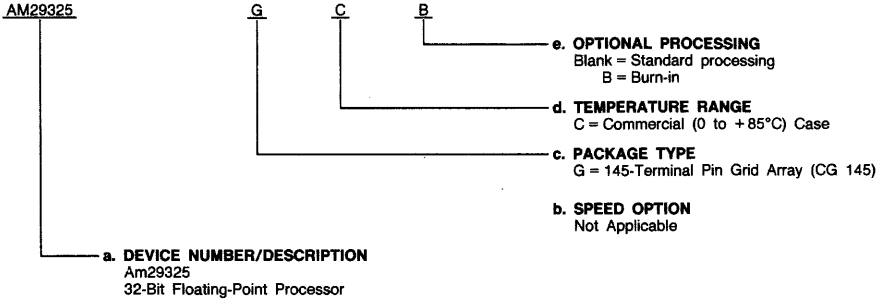 AM29325 G C B
e. OPTIONAL PROCESSING
Blank = Standard processing
B = Burn-in
d. TEMPERATURE RANGE
C = Commercial (0 to +85°C) Case
c. PACKAGE TYPE
G = 145-Terminal Pin Grid Array (CG 145)
b. SPEED OPTION
Not Applicable
a. DEVICE NUMBER/DESCRIPTION
Am29325
32-Bit Floating-Point Processor